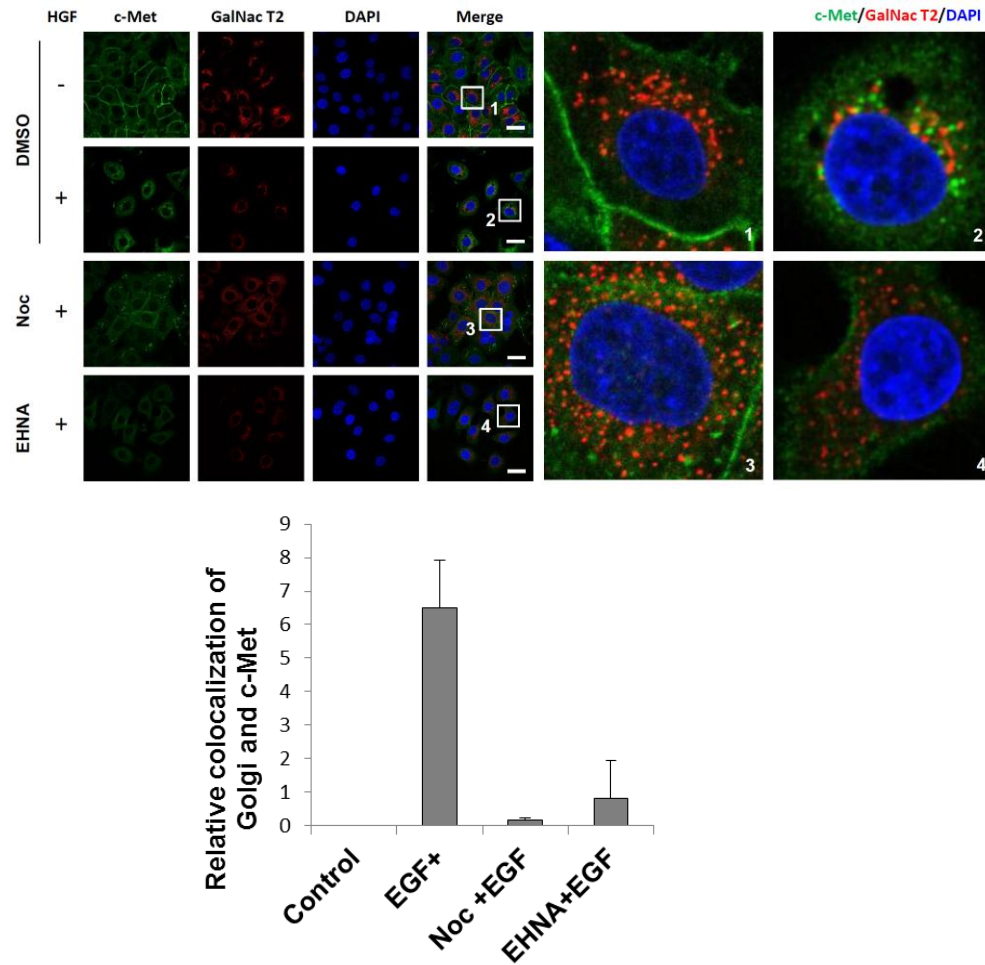 HGF c-Met GalNac T2 DAPI Merge c-Met/GalNac T2/DAPI
DMSO
-
1
1
2
+
2
Noc
+
3
3
4
EHNA
+
4
9
8
7
6
5
4
3
2
1
0
Relative colocalization of
Golgi and c-Met
Control
EGF+
Noc +EGF
EHNA+EGF